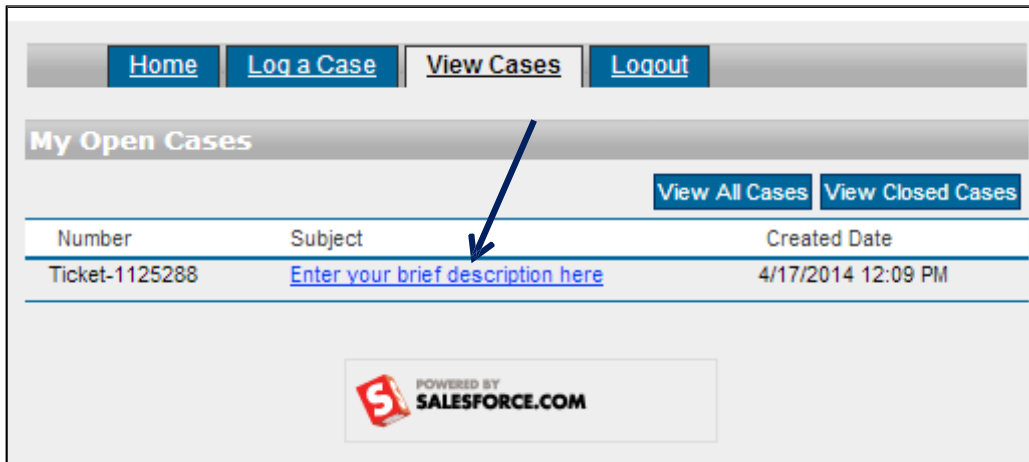 Home Log a Case View Cases Logout
My Open Cases
View All Cases View Closed Cases
Number Subject Created Date
Ticket-1125288 Enter your brief description here 4/17/2014 12:09 PM
S
POWERED BY
SALESFORCE.COM